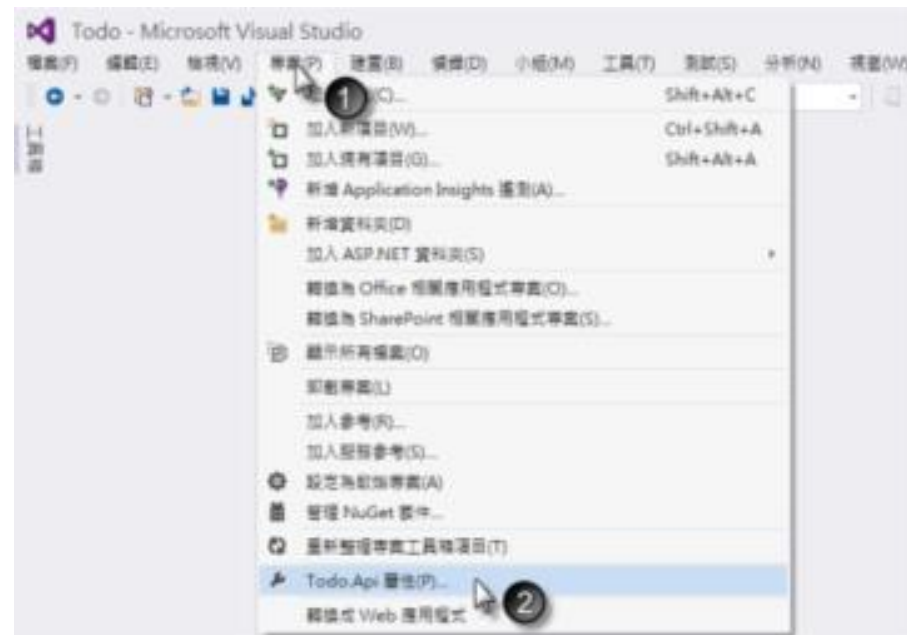 Todo - Microsoft Visual Studio
檔案(F) 編輯(E) 檢視(V) 專案(P) 建置(B) 偵錯(D) 小組(M) 工具(T) 測試(S) 分析(N) 視窗(W)
1
(C)... Shift+Alt+C
工具箱
加入新項目(W)... Ctrl+Shift+A
加入現有項目(G)... Shift+Alt+A
新增 Application Insights 遙測(A)...
新增資料夾(D)
加入 ASP.NET 資料夾(S)
轉換為 Office 相關應用程式專案(O)...
轉換為 SharePoint 相關應用程式專案(S)...
顯示所有檔案(O)
卸載專案(L)
加入參考(R)...
加入服務參考(S)...
設定為起始專案(A)
管理 NuGet 套件...
重新整理專案工具箱項目(T)
Todo.Api 屬性(P)...
2
轉換成 Web 應用程式